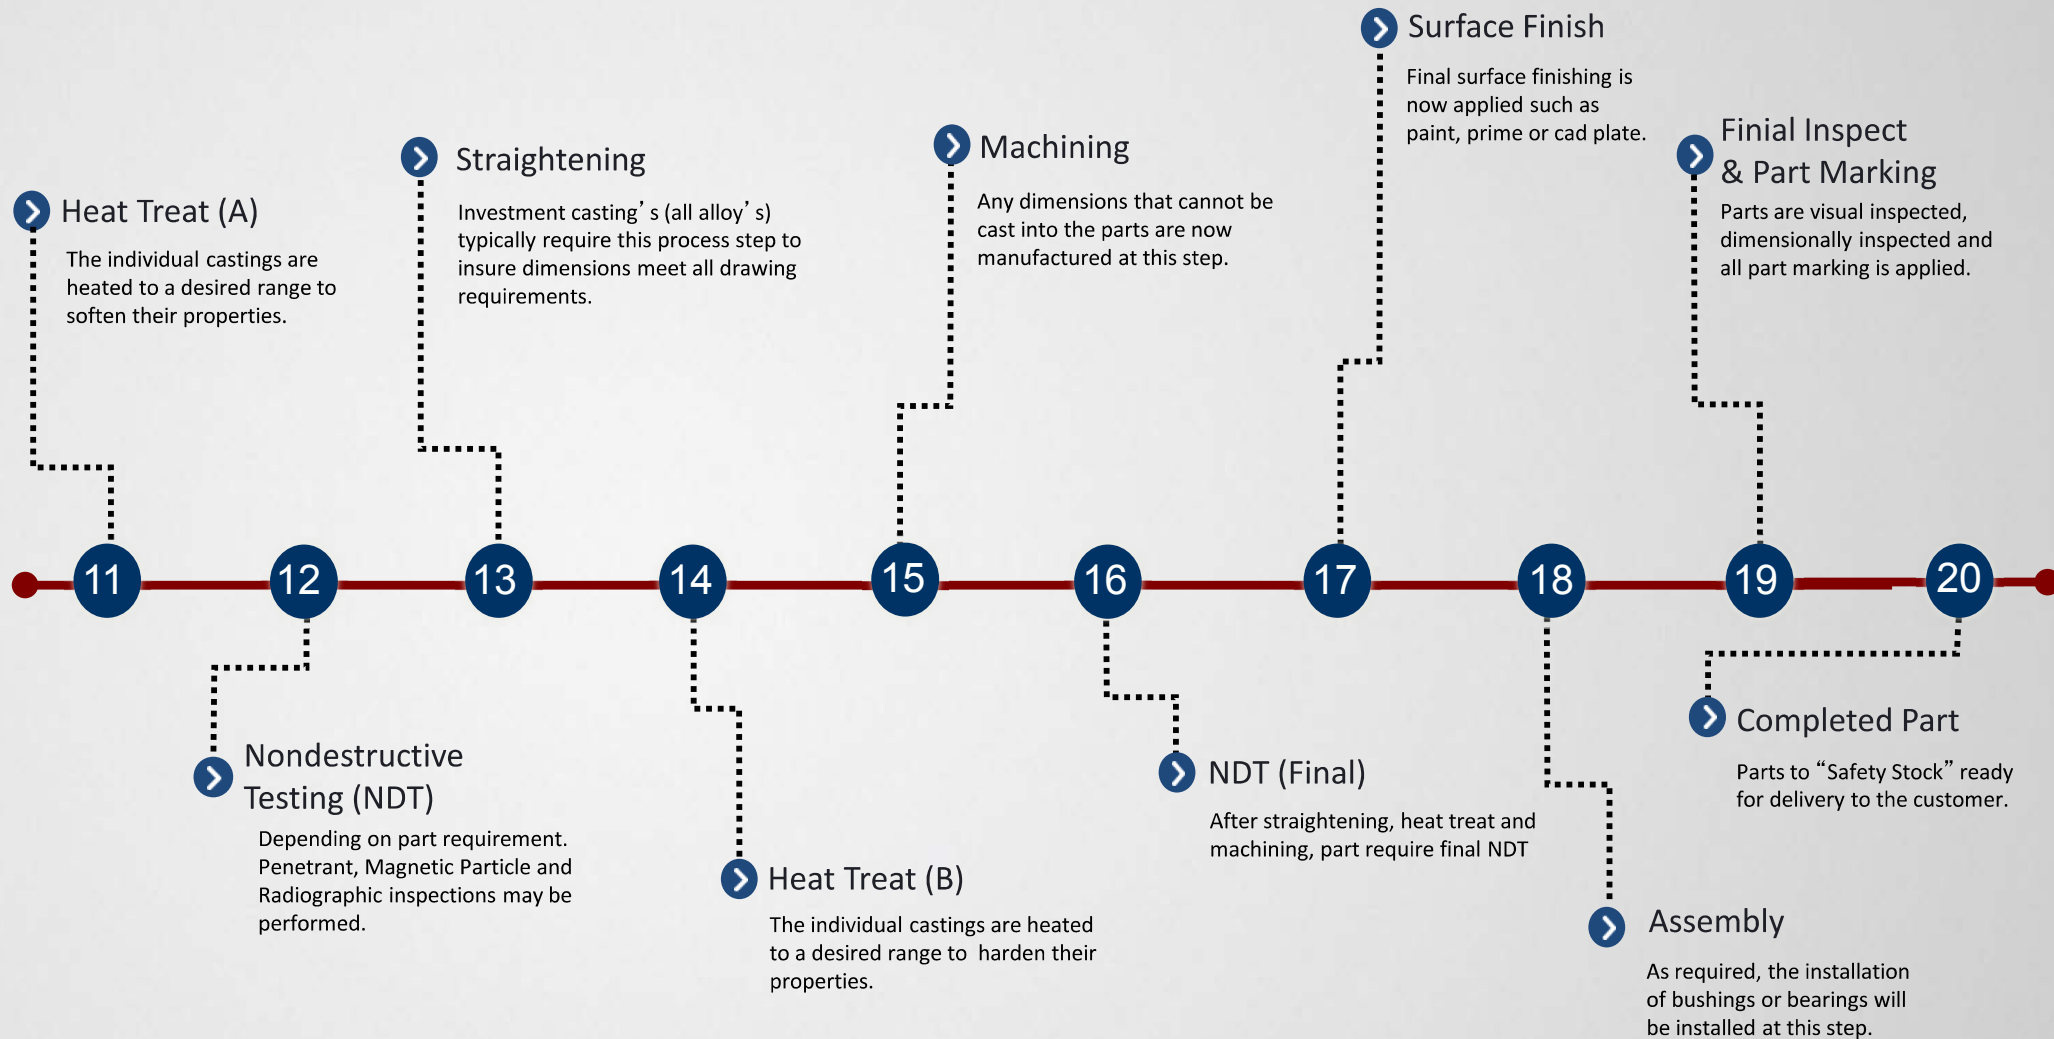 Surface Finish
Final surface finishing is
now applied such as
paint, prime or cad plate.
Finial Inspect
& Part Marking
Parts are visual inspected,
dimensionally inspected and
all part marking is applied.
Machining
Any dimensions that cannot be
cast into the parts are now
manufactured at this step.
Straightening
Investment casting’s (all alloy’s)
typically require this process step to
insure dimensions meet all drawing
requirements.
Heat Treat (A)
The individual castings are
heated to a desired range to
soften their properties.
11
12
13
14
15
16
17
18
19
20
Nondestructive
Testing (NDT)
Depending on part requirement.
Penetrant, Magnetic Particle and
Radiographic inspections may be
performed.
Heat Treat (B)
The individual castings are heated
to a desired range to harden their
properties.
NDT (Final)
After straightening, heat treat and
machining, part require final NDT
Completed Part
Parts to “Safety Stock” ready
for delivery to the customer.
Assembly
As required, the installation
of bushings or bearings will
be installed at this step.